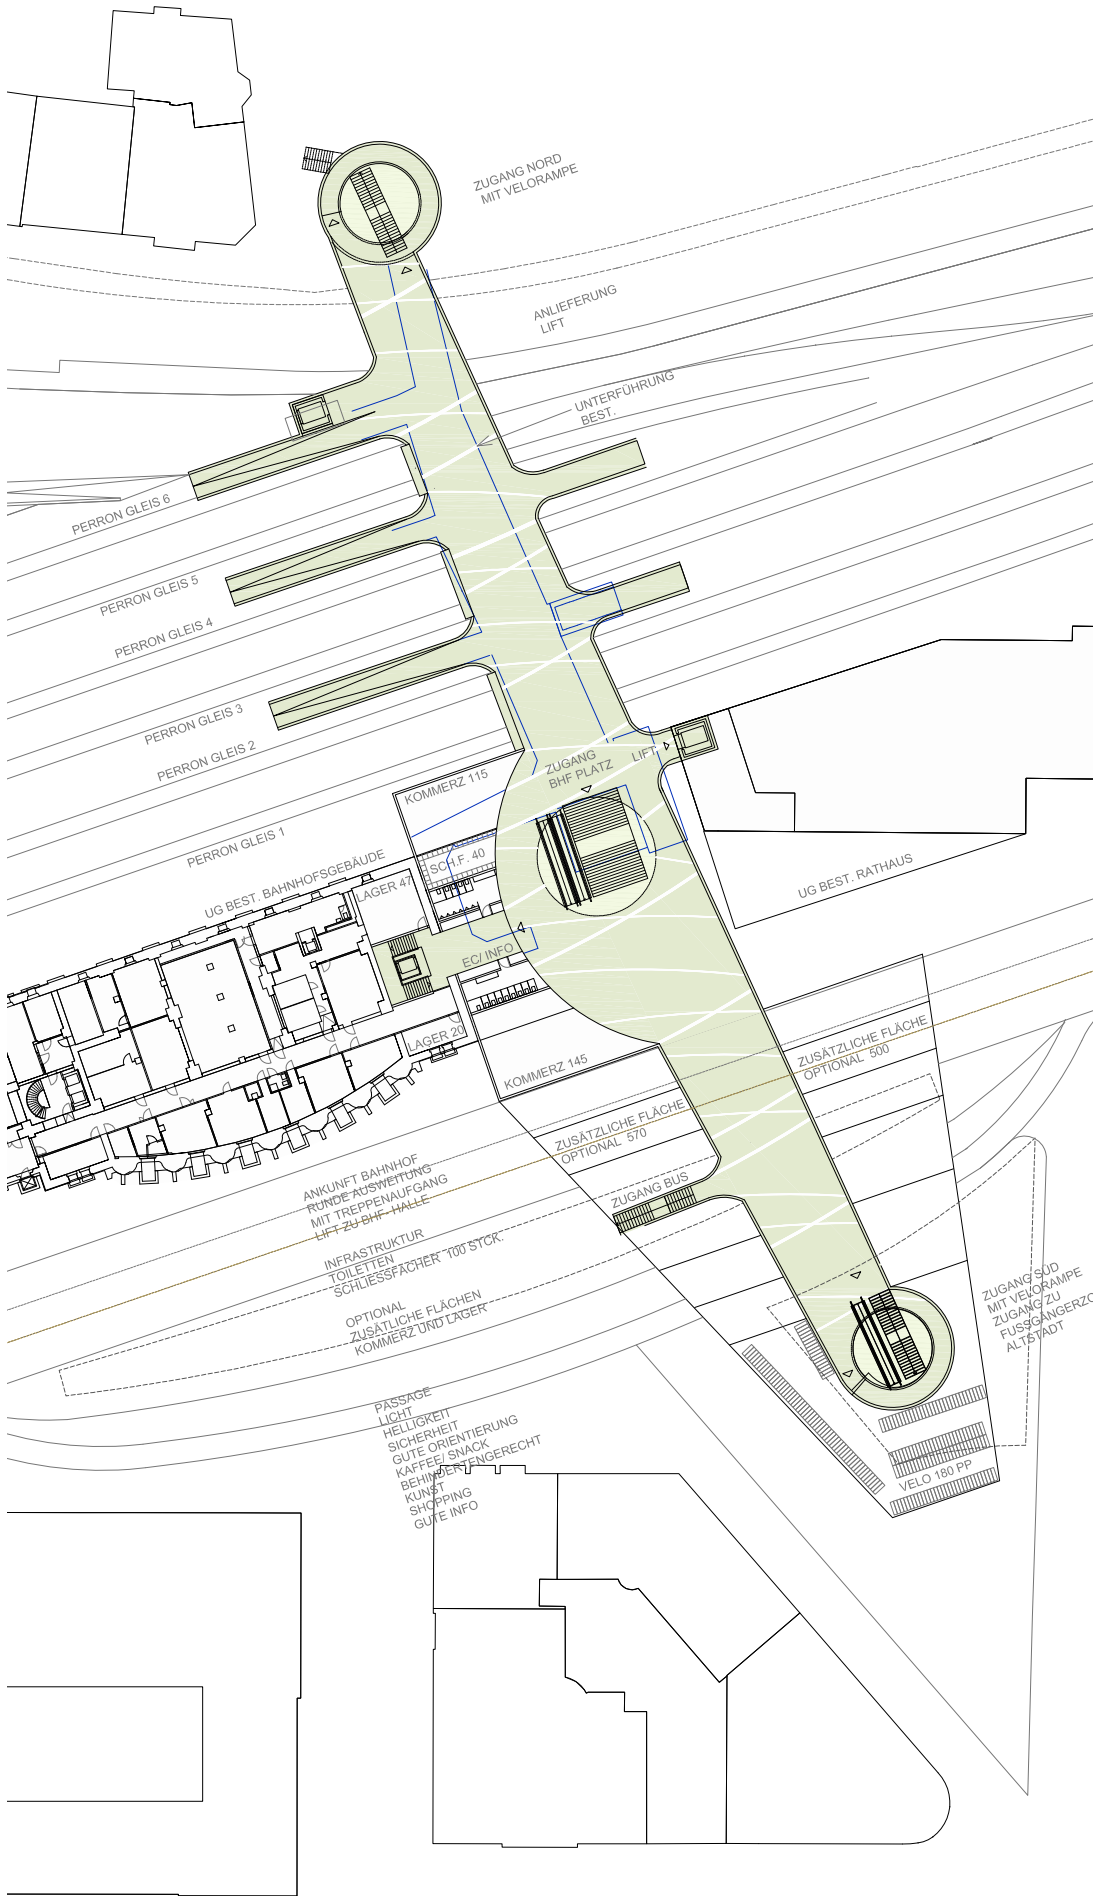 ZUGANG NORD
MIT VELORAMPE
ANLIEFERUNG
LIFT
UNTERFÜHRUNG
BEST.
PERRON GLEIS 6
PERRON GLEIS 5
PERRON GLEIS 4
PERRON GLEIS 3
PERRON GLEIS 2
PERRON GLEIS 1
ZUGANG
BHF PLATZ
LIFT
KOMMERZ 115
SCH.F. 40
UG BEST. BAHNHOFSGEBÄUDE
LAGER 47
UG BEST. RATHAUS
EC/ INFO
LAGER 20
KOMMERZ 145
ZUSÄTZLICHE FLÄCHE
OPTIONAL 500
ZUSÄTZLICHE FLÄCHE
OPTIONAL 570
ZUGANG BUS
ANKUNFT BAHNHOF
RUNDE AUSWEITUNG
MIT TREPPENAUFGANG
LIFT ZU BHF- HALLE
INFRASTRUKTUR
TOILETTEN
SCHLIESSFÄCHER 100 STCK.
OPTIONAL
ZUSÄTLICHE FLÄCHEN
KOMMERZ UND LAGER
ZUGANG SÜD
MIT VELORAMPE
ZUGANG ZU
FUSSGÄNGERZO
ALTSTADT
PASSAGE
LICHT
HELLIGKEIT
SICHERHEIT
GUTE ORIENTIERUNG
KAFFEE/ SNACK
BEHINDERTENGERECHT
KUNST
SHOPPING
GUTE INFO
VELO 180 PP